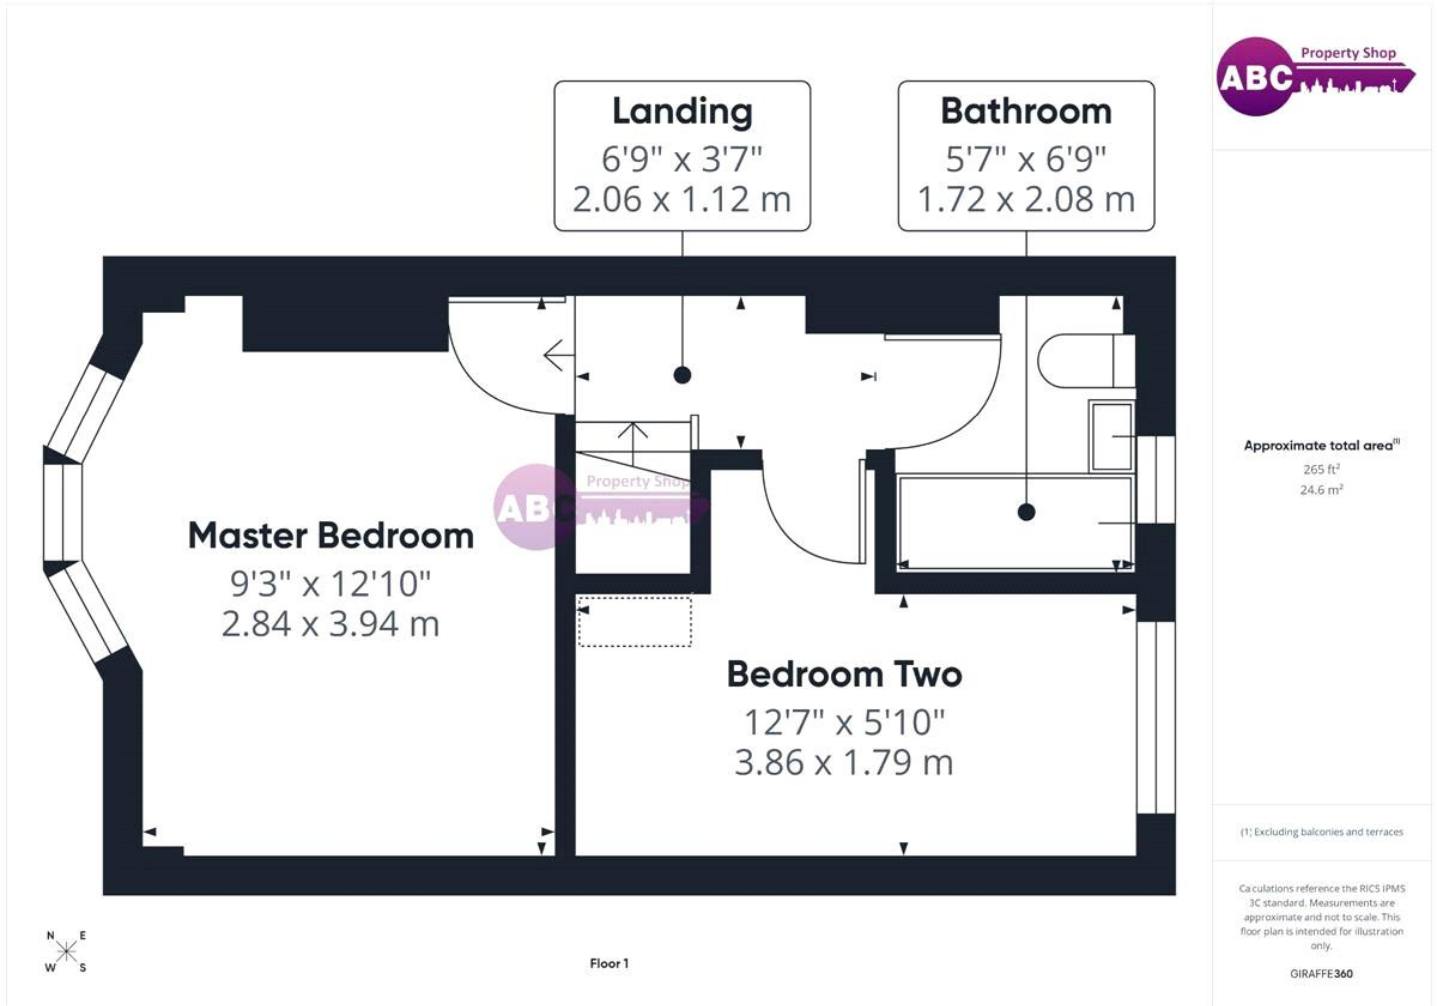 Landing
6'9" x 3'7"
2.06 x 1.12 m
Bathroom
5'7" x 6'9"
1.72 x 2.08 m
Property Shop
ABC
Approximate total area(1)
265 ft²
24.6 m²
Property Shop
ABC
Master Bedroom
9'3" x 12'10"
2.84 x 3.94 m
Bedroom Two
12'7" x 5'10"
3.86 x 1.79 m
(1) Excluding balconies and terraces
Calculations reference the RICS IPMS
3C standard. Measurements are
approximate and not to scale. This
floor plan is intended for illustration
only.
GIRAFFE360
N E
W S
Floor 1